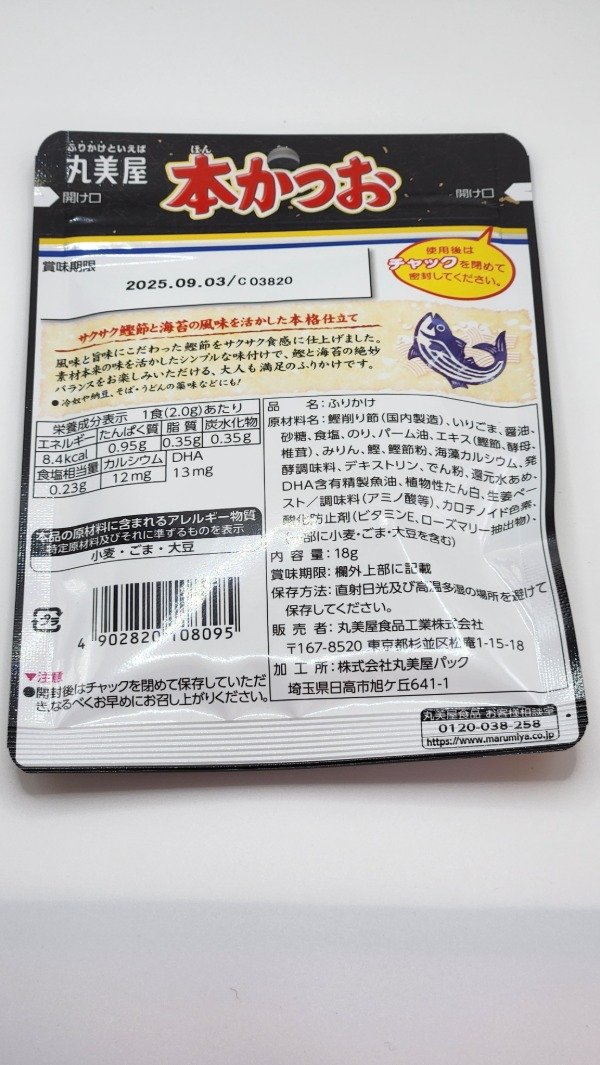 ふりかけといえば
丸美屋
ほん
本かつお
開け口
開け口
使用後は
チャックを閉めて
密封してください。
賞味期限
2025.09.03/C03820
サクサク鰹節と海苔の風味を活かした本格仕立て
風味と旨味にこだわった鰹節をサクサク食感に仕上げました。
素材本来の味を活かしたシンプルな味付けで、鰹と海苔の絶妙
バランスをお楽しみいただける、大人も満足のふりかけです。
●冷奴や納豆、そば・うどんの薬味などにも!
栄養成分表示 1食(2.0g)あたり
エネルギー たんぱく質 脂質 炭水化物
8.4kcal 0.95g 0.35g 0.35g
食塩相当量 カルシウム DHA
0.23g 12mg 13mg
本品の原材料に含まれるアレルギー物質
特定原材料及びそれに準ずるものを表示
小麦・ごま・大豆
プラ
4 902820 108095
▼注意
●開封後はチャックを閉めて保存していただ
き、なるべくお早めにお召し上がりください。
品名:ふりかけ
原材料名:鰹削り節(国内製造)、いりごま、醤油、
砂糖、食塩、のり、パーム油、エキス(鰹節、酵母、
椎茸)、みりん、鰹、鰹節粉、海藻カルシウム、発
酵調味料、デキストリン、でん粉、還元水あめ、
DHA含有精製魚油、植物性たん白、生姜ペー
スト/調味料(アミノ酸等)、カロチノイド色素、
酸化防止剤(ビタミンE、ローズマリー抽出物)、
(一部に小麦・ごま・大豆を含む)
内容量:18g
賞味期限:欄外上部に記載
保存方法:直射日光及び高温多湿の場所を避けて
保存してください。
販売者:丸美屋食品工業株式会社
〒167-8520 東京都杉並区松庵1-15-18
加工所:株式会社丸美屋パック
埼玉県日高市旭ケ丘641-1
丸美屋食品 お客様相談室
0120-038-258
https://www.marumiya.co.jp